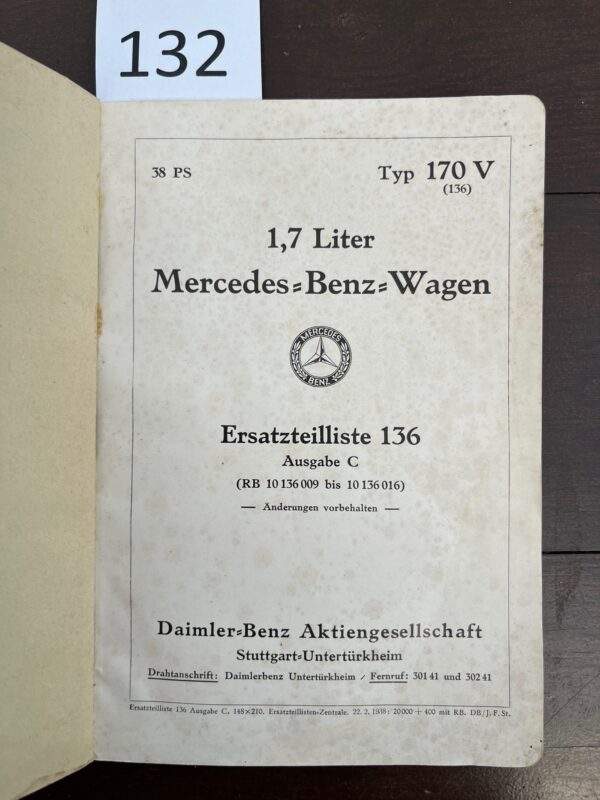 132
38 PS
Typ 170 V
(136)
1,7 Liter
Mercedes=Benz=Wagen
MERCEDES
BENZ
Ersatzteilliste 136
Ausgabe C
(RB 10 136 009 bis 10 136 016)
— Änderungen vorbehalten —
Daimler=Benz Aktiengesellschaft
Stuttgart=Untertürkheim
Drahtanschrift: Daimlerbenz Untertürkheim / Fernruf: 301 41 und 302 41
Ersatzteilliste 136 Ausgabe C. 148×210. Ersatzteillisten=Zentrale. 22. 2. 1938: 20000 + 400 mit RB. DB/J. F. St.